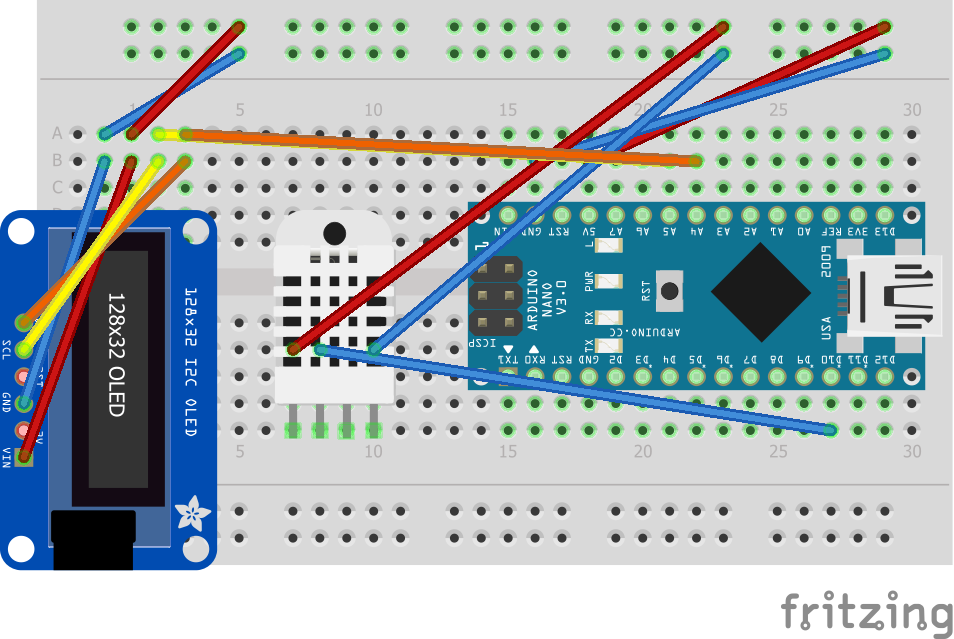 1 5 10 15 20 25 30
A
B
C
VIN GND RST 5V A7 A6 A5 A4 A3 A2 A1 A0 REF 3V3 D13
L
PWR
RX
TX
RST
ARDUINO
NANO
V3.0
ICSP
ARDUINO.CC
USB
TX1 RX0 RST GND D2 D3 D4 D5 D6 D7 D8 D9 D10 D11 D12
SCL
GND
VIN
128x32 OLED
128x32 I2C OLED
5 10 15 20 25 30
fritzing